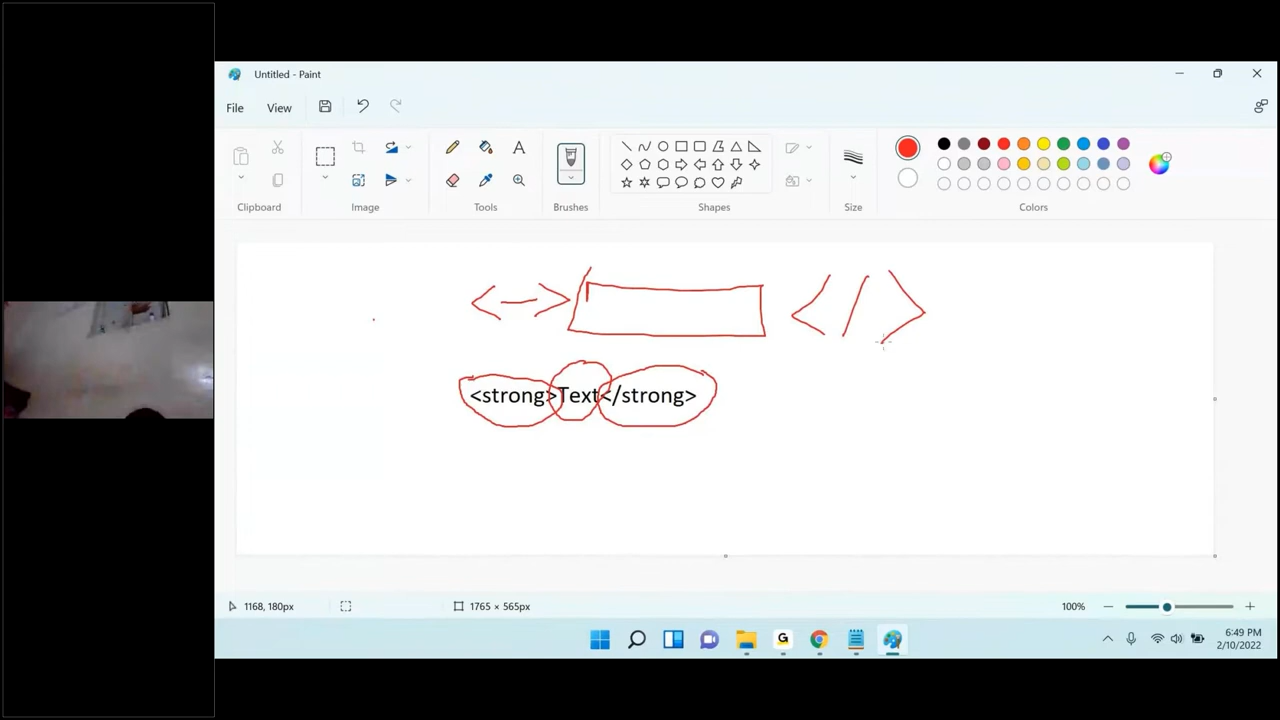 Untitled - Paint
File View
Clipboard Image Tools Brushes Shapes Size Colors
< — > </ >
<strong>Text</strong>
1168, 180px 1765 × 565px 100%
G 6:49 PM
2/10/2022